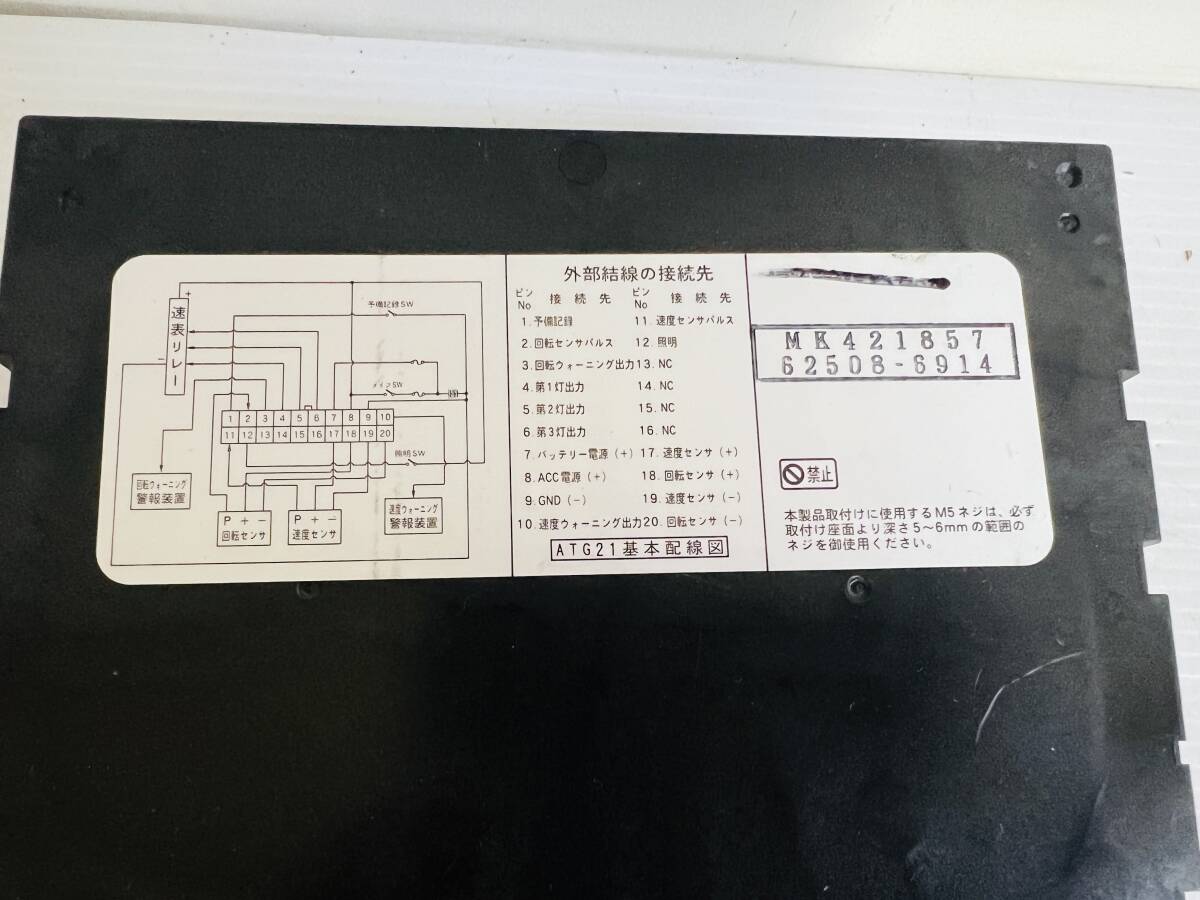 速表リレー
+
−
予備記録SW
メインSW
1 2 3 4 5 6 7 8 9 10
11 12 13 14 15 16 17 18 19 20
照明SW
回転ウォーニング
警報装置
P + −
回転センサ
P + −
速度センサ
速度ウォーニング
警報装置
外部結線の接続先
ピンNo 接続先 ピンNo 接続先
1. 予備記録 11. 速度センサパルス
2. 回転センサパルス 12. 照明
3. 回転ウォーニング出力 13. NC
4. 第1灯出力 14. NC
5. 第2灯出力 15. NC
6. 第3灯出力 16. NC
7. バッテリー電源(+) 17. 速度センサ(+)
8. ACC電源(+) 18. 回転センサ(+)
9. GND(−) 19. 速度センサ(−)
10. 速度ウォーニング出力 20. 回転センサ(−)
ATG21基本配線図
MK421857
62508-6914
禁止
本製品取付けに使用するM5ネジは、必ず
取付け座面より深さ5～6mmの範囲の
ネジを御使用ください。